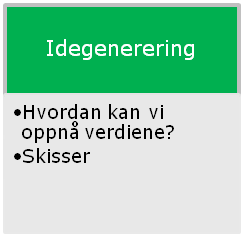 Idegenerering
•Hvordan kan vi
oppnå verdiene?
•Skisser